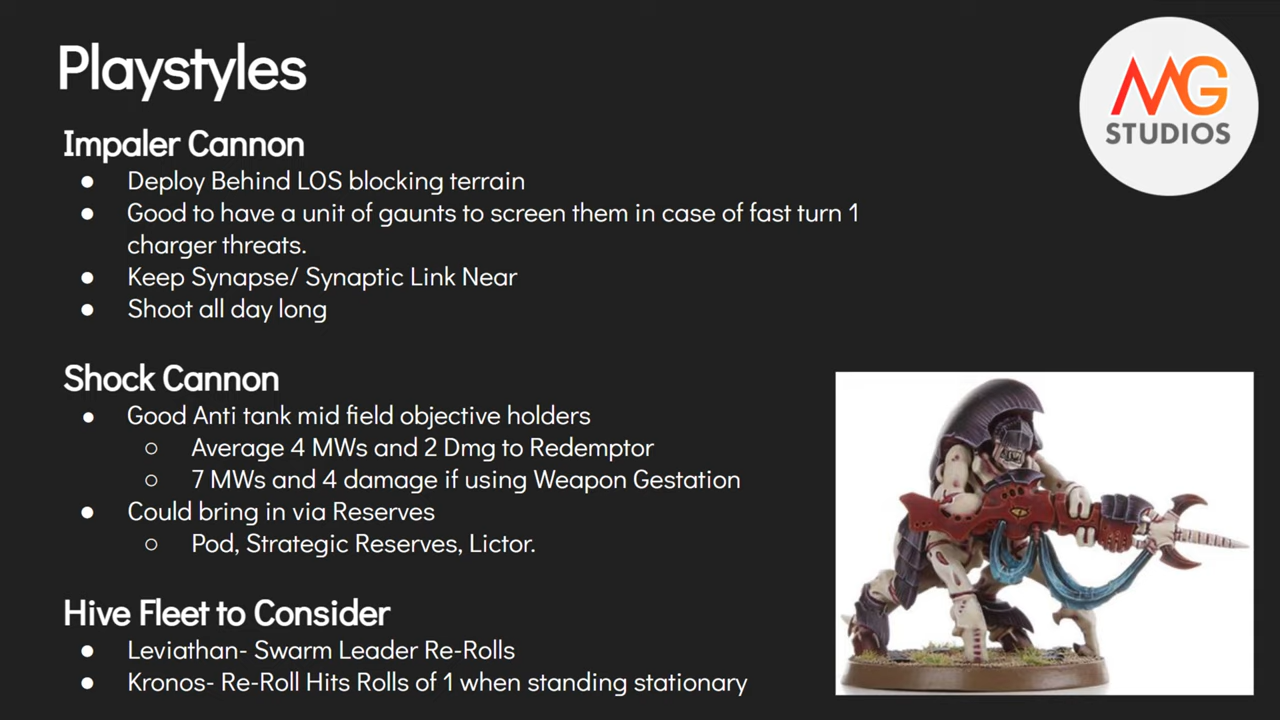 Playstyles
MG
STUDIOS
Impaler Cannon
● Deploy Behind LOS blocking terrain
● Good to have a unit of gaunts to screen them in case of fast turn 1
charger threats.
● Keep Synapse/ Synaptic Link Near
● Shoot all day long
Shock Cannon
● Good Anti tank mid field objective holders
○ Average 4 MWs and 2 Dmg to Redemptor
○ 7 MWs and 4 damage if using Weapon Gestation
● Could bring in via Reserves
○ Pod, Strategic Reserves, Lictor.
Hive Fleet to Consider
● Leviathan- Swarm Leader Re-Rolls
● Kronos- Re-Roll Hits Rolls of 1 when standing stationary